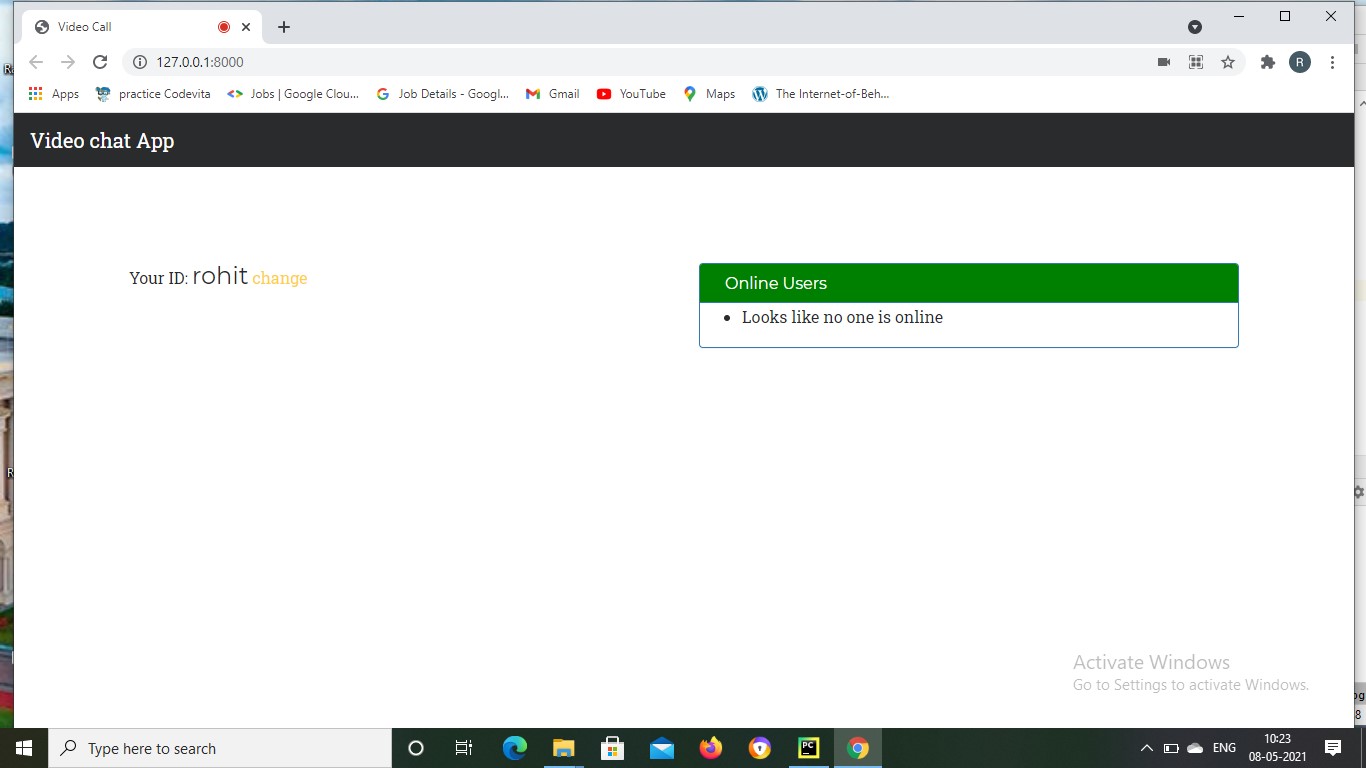 Video Call
127.0.0.1:8000
R
Apps
practice Codevita
Jobs | Google Clou...
Job Details - Googl...
Gmail
YouTube
Maps
The Internet-of-Beh...
Video chat App
Your ID: rohit change
Online Users
Looks like no one is online
Activate Windows
Go to Settings to activate Windows.
Type here to search
PC
ENG
10:23
08-05-2021